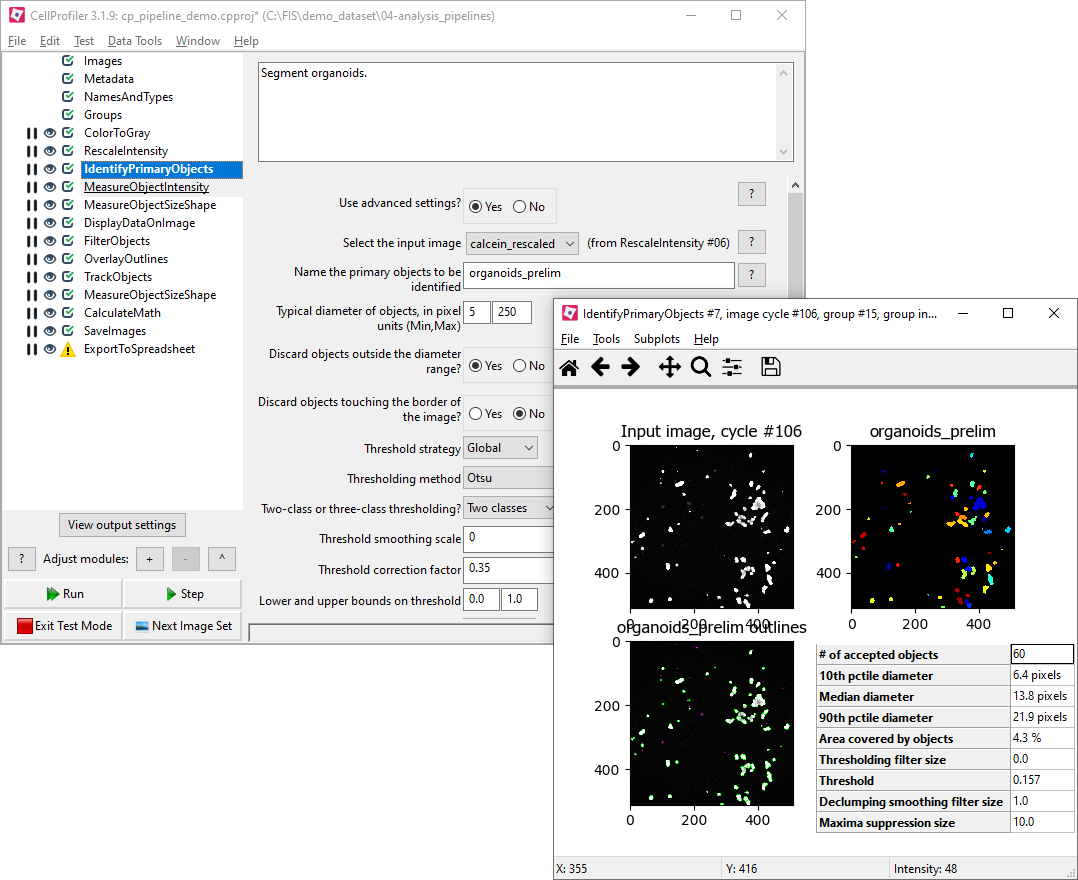 CellProfiler 3.1.9: cp_pipeline_demo.cpproj* (C:\FIS\demo_dataset\04-analysis_pipelines)
File Edit Test Data Tools Window Help
Images
Metadata
NamesAndTypes
Groups
ColorToGray
RescaleIntensity
IdentifyPrimaryObjects
MeasureObjectIntensity
MeasureObjectSizeShape
DisplayDataOnImage
FilterObjects
OverlayOutlines
TrackObjects
MeasureObjectSizeShape
CalculateMath
SaveImages
ExportToSpreadsheet
View output settings
? Adjust modules: + - ^
Run Step
Exit Test Mode Next Image Set
Segment organoids.
Use advanced settings? Yes No ?
Select the input image calcein_rescaled (from RescaleIntensity #06) ?
Name the primary objects to be
identified organoids_prelim ?
Typical diameter of objects, in pixel
units (Min,Max) 5 250
Discard objects outside the diameter
range? Yes No
Discard objects touching the border of
the image? Yes No
Threshold strategy Global
Thresholding method Otsu
Two-class or three-class thresholding? Two classes
Threshold smoothing scale 0
Threshold correction factor 0.35
Lower and upper bounds on threshold 0.0 1.0
IdentifyPrimaryObjects #7, image cycle #106, group #15, group in...
File Tools Subplots Help
Input image, cycle #106
0
200
400
0 200 400
organoids_prelim
0
200
400
0 200 400
organoids_prelim outlines
0
200
400
0 200 400
# of accepted objects 60
10th pctile diameter 6.4 pixels
Median diameter 13.8 pixels
90th pctile diameter 21.9 pixels
Area covered by objects 4.3 %
Thresholding filter size 0.0
Threshold 0.157
Declumping smoothing filter size 1.0
Maxima suppression size 10.0
X: 355 Y: 416 Intensity: 48